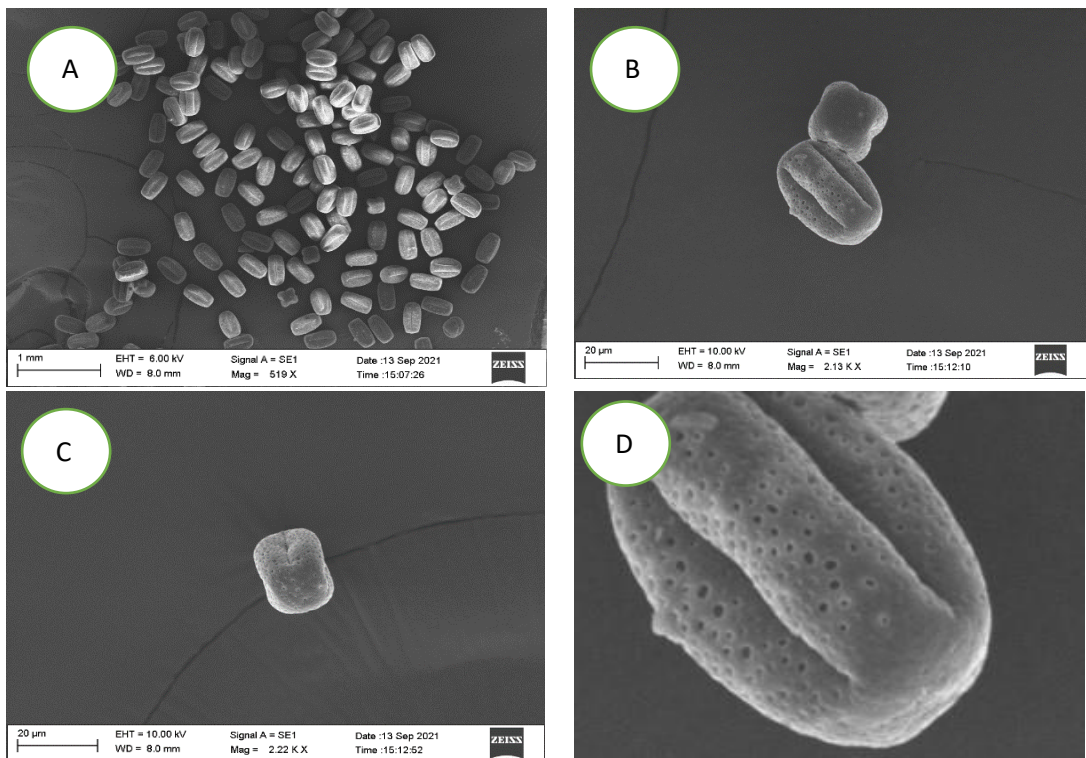 A
1 mm
EHT = 6.00 kV
WD = 8.0 mm
Signal A = SE1
Mag = 519 X
Date :13 Sep 2021
Time :15:07:26
ZEISS
B
20 µm
EHT = 10.00 kV
WD = 8.0 mm
Signal A = SE1
Mag = 2.13 K X
Date :13 Sep 2021
Time :15:12:10
ZEISS
C
20 µm
EHT = 10.00 kV
WD = 8.0 mm
Signal A = SE1
Mag = 2.22 K X
Date :13 Sep 2021
Time :15:12:52
ZEISS
D